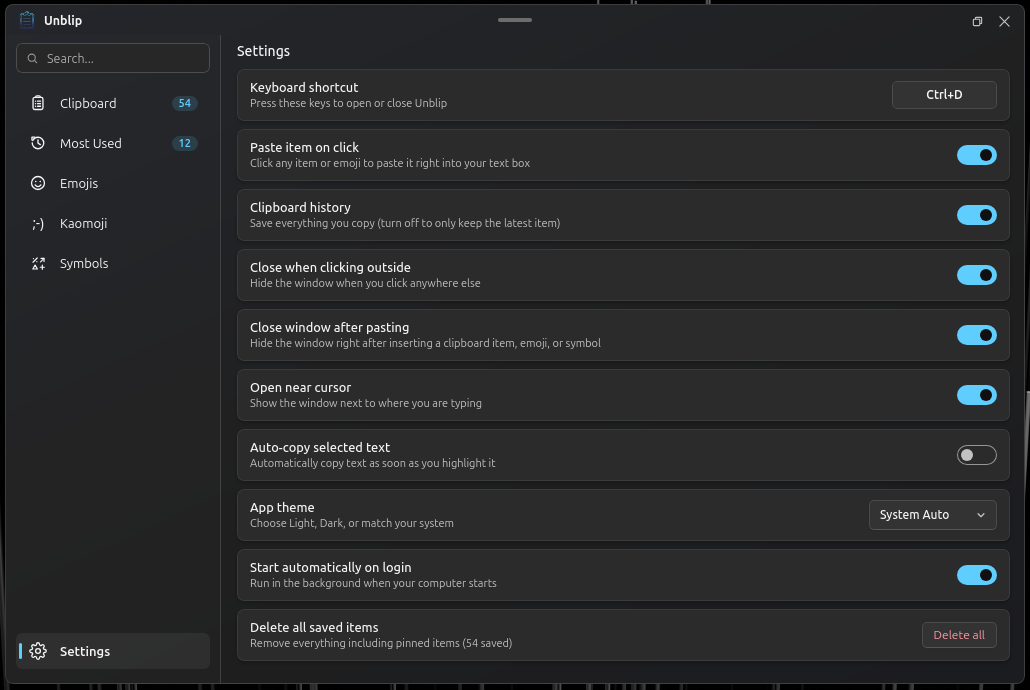 Unblip
Search...
Clipboard 54
Most Used 12
Emojis
;-) Kaomoji
Symbols
Settings
Settings
Keyboard shortcut
Press these keys to open or close Unblip
Ctrl+D
Paste item on click
Click any item or emoji to paste it right into your text box
Clipboard history
Save everything you copy (turn off to only keep the latest item)
Close when clicking outside
Hide the window when you click anywhere else
Close window after pasting
Hide the window right after inserting a clipboard item, emoji, or symbol
Open near cursor
Show the window next to where you are typing
Auto-copy selected text
Automatically copy text as soon as you highlight it
App theme
Choose Light, Dark, or match your system
System Auto
Start automatically on login
Run in the background when your computer starts
Delete all saved items
Remove everything including pinned items (54 saved)
Delete all